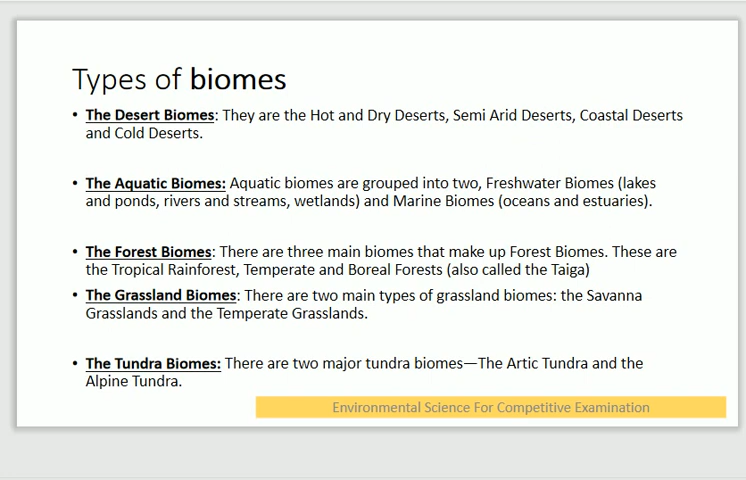 Types of biomes
• The Desert Biomes: They are the Hot and Dry Deserts, Semi Arid Deserts, Coastal Deserts
and Cold Deserts.
• The Aquatic Biomes: Aquatic biomes are grouped into two, Freshwater Biomes (lakes
and ponds, rivers and streams, wetlands) and Marine Biomes (oceans and estuaries).
• The Forest Biomes: There are three main biomes that make up Forest Biomes. These are
the Tropical Rainforest, Temperate and Boreal Forests (also called the Taiga)
• The Grassland Biomes: There are two main types of grassland biomes: the Savanna
Grasslands and the Temperate Grasslands.
• The Tundra Biomes: There are two major tundra biomes—The Artic Tundra and the
Alpine Tundra.
Environmental Science For Competitive Examination